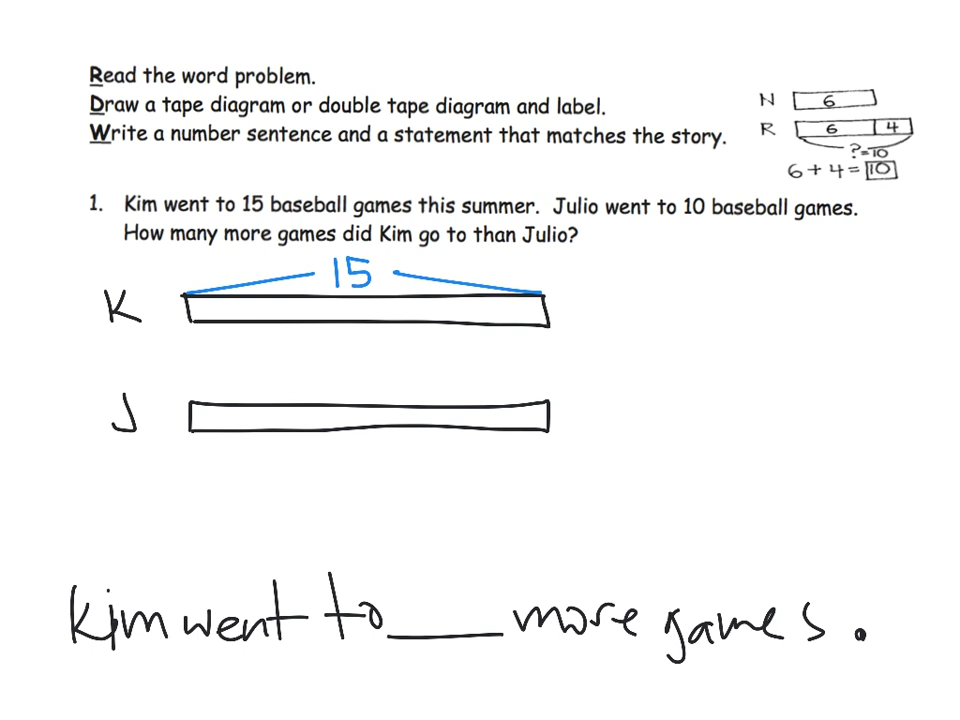 Read the word problem.
Draw a tape diagram or double tape diagram and label.
Write a number sentence and a statement that matches the story.
N 6
R 6 4
?=10
6+4=10
1. Kim went to 15 baseball games this summer. Julio went to 10 baseball games.
How many more games did Kim go to than Julio?
15
K
J
Kim went to ____ more games.